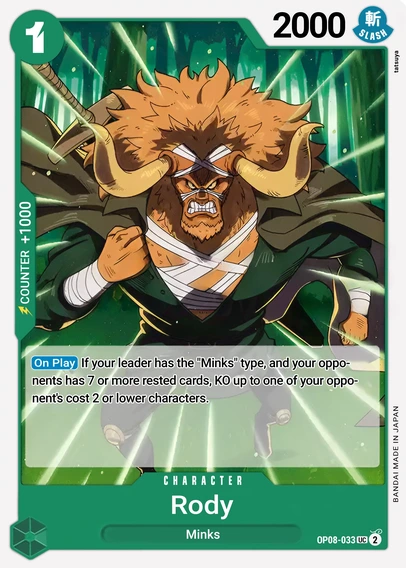 1
2000
斬
SLASH
tatsuya
COUNTER +1000
On Play If your leader has the "Minks" type, and your oppo-
nents has 7 or more rested cards, KO up to one of your oppo-
nent's cost 2 or lower characters.
CHARACTER
Rody
Minks
OP08-033 UC 2
BANDAI MADE IN JAPAN